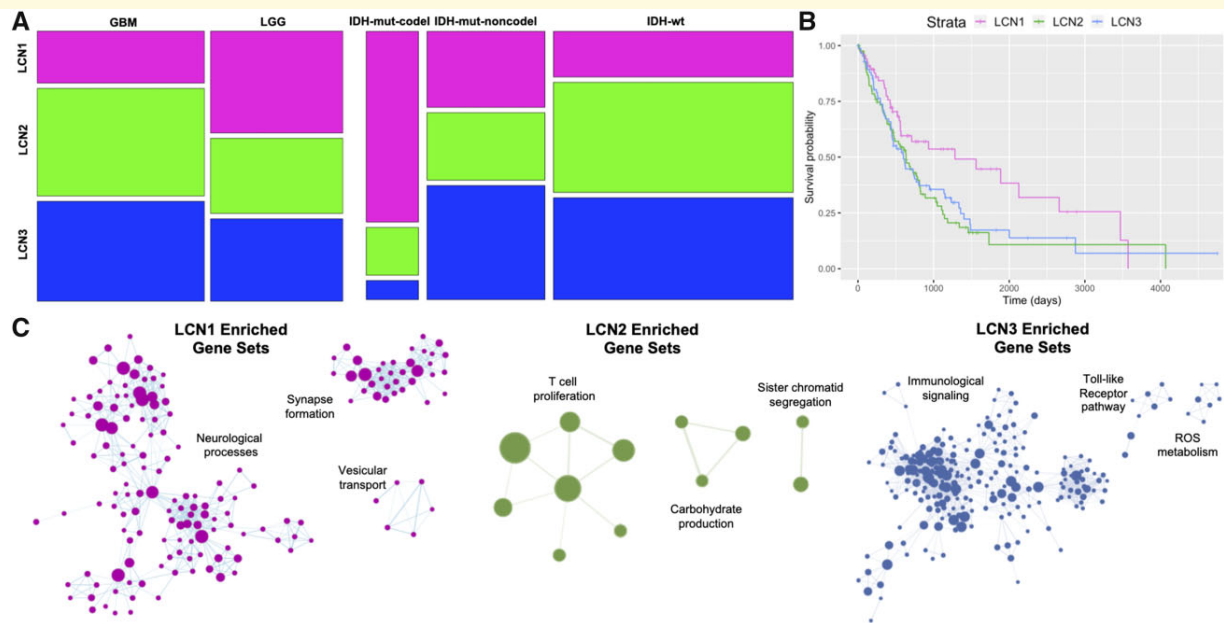 A
GBM
LGG
IDH-mut-codel
IDH-mut-noncodel
IDH-wt
LCN1
LCN2
LCN3
B
Strata
LCN1
LCN2
LCN3
Survival probability
1.00
0.75
0.50
0.25
0.00
0
1000
2000
3000
4000
Time (days)
C
LCN1 Enriched
Gene Sets
Synapse
formation
Neurological
processes
Vesicular
transport
LCN2 Enriched
Gene Sets
T cell
proliferation
Sister chromatid
segregation
Carbohydrate
production
LCN3 Enriched
Gene Sets
Immunological
signaling
Toll-like
Receptor
pathway
ROS
metabolism